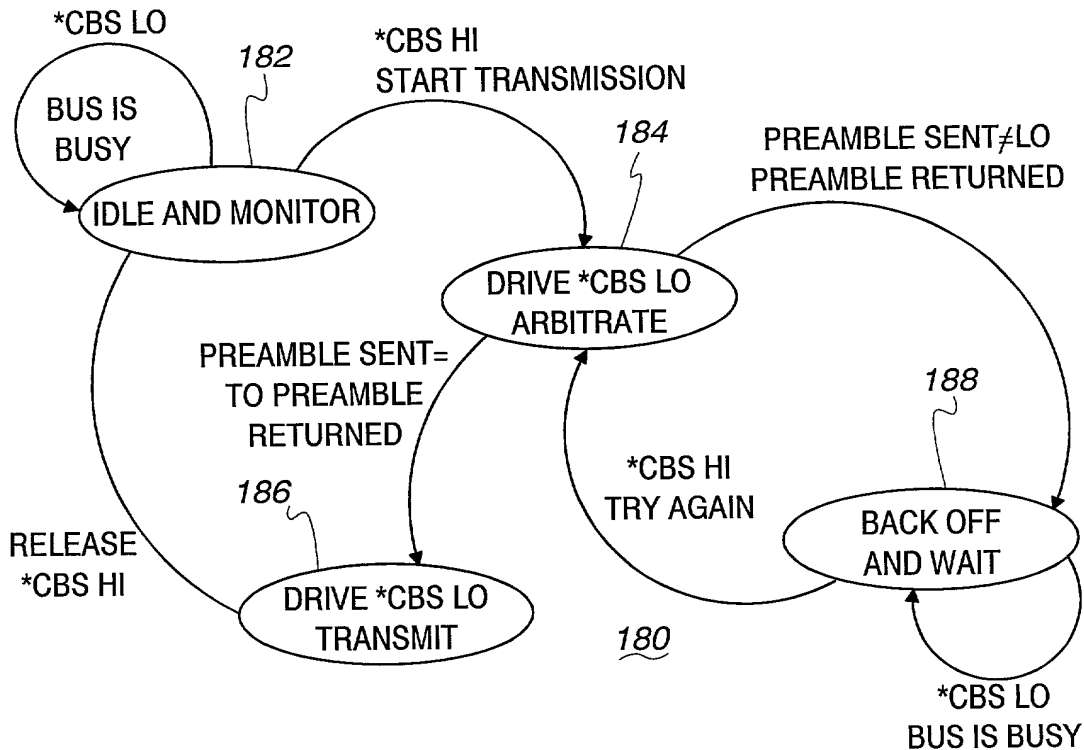 *CBS LO
BUS IS
BUSY
182
*CBS HI
START TRANSMISSION
184
PREAMBLE SENT≠LO
PREAMBLE RETURNED
IDLE AND MONITOR
DRIVE *CBS LO
ARBITRATE
PREAMBLE SENT=
TO PREAMBLE
RETURNED
188
*CBS HI
TRY AGAIN
186
BACK OFF
AND WAIT
RELEASE
*CBS HI
DRIVE *CBS LO
TRANSMIT
180
*CBS LO
BUS IS BUSY